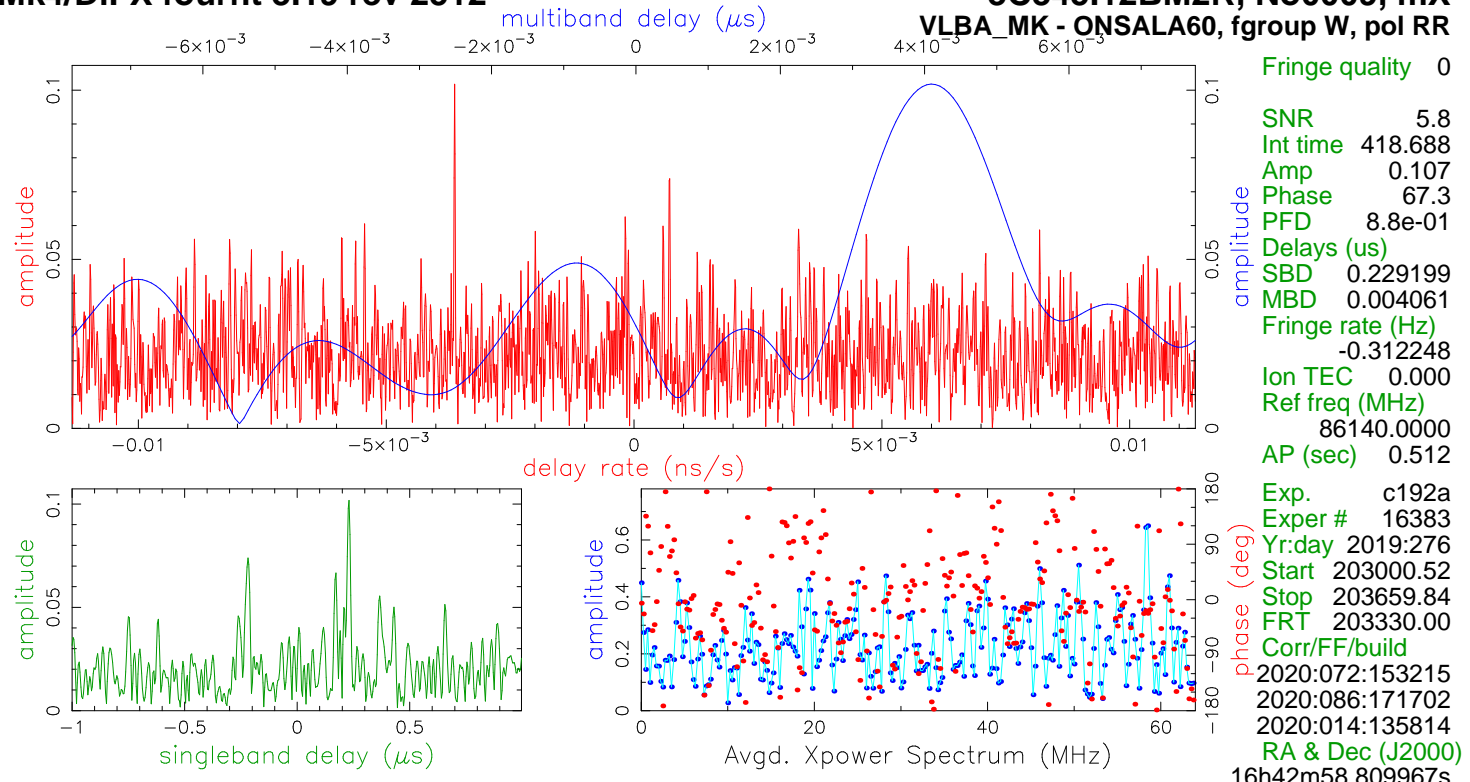 multiband delay (μs)
VLBA_MK - ONSALA60, fgroup W, pol RR
−6×10⁻³ −4×10⁻³ −2×10⁻³ 0 2×10⁻³ 4×10⁻³ 6×10⁻³
0.1 0.05 0
amplitude
0.1 0.05 0
amplitude
−0.01 −5×10⁻³ 0 5×10⁻³ 0.01
delay rate (ns/s)
Fringe quality 0
SNR 5.8
Int time 418.688
Amp 0.107
Phase 67.3
PFD 8.8e-01
Delays (us)
SBD 0.229199
MBD 0.004061
Fringe rate (Hz)
-0.312248
Ion TEC 0.000
Ref freq (MHz)
86140.0000
AP (sec) 0.512
Exp. c192a
Exper # 16383
Yr:day 2019:276
Start 203000.52
Stop 203659.84
FRT 203330.00
Corr/FF/build
2020:072:153215
2020:086:171702
2020:014:135814
RA & Dec (J2000)
16h42m58.809967s
0.1 0.05 0
amplitude
−1 −0.5 0 0.5
singleband delay (μs)
0.6 0.4 0.2 0
amplitude
180 90 0 −90 −180
phase (deg)
0 20 40 60
Avgd. Xpower Spectrum (MHz)